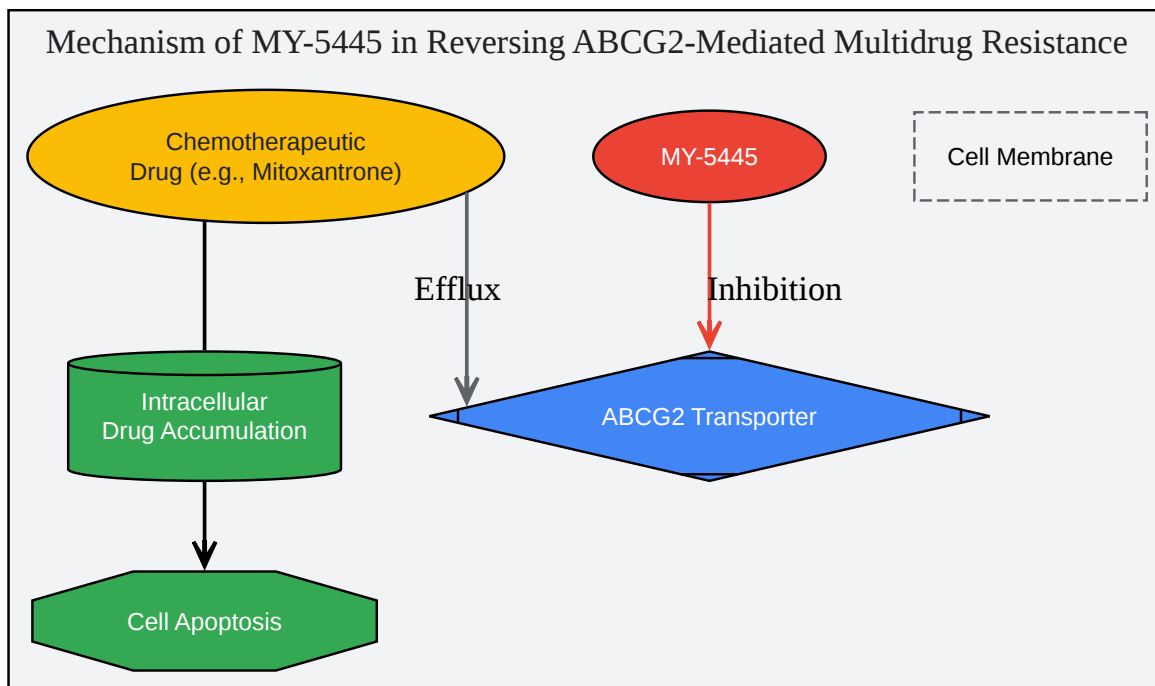 Mechanism of MY-5445 in Reversing ABCG2-Mediated Multidrug Resistance
Chemotherapeutic
Drug (e.g., Mitoxantrone)
MY-5445
Cell Membrane
Efflux
Inhibition
Intracellular
Drug Accumulation
ABCG2 Transporter
Cell Apoptosis